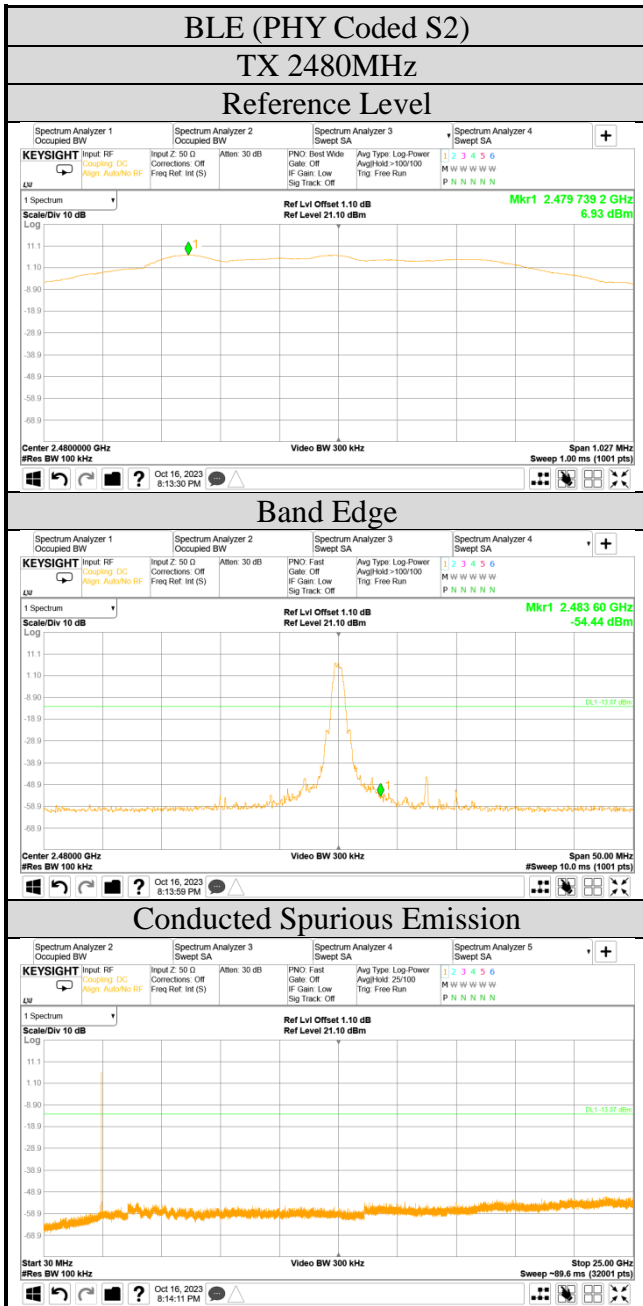 BLE (PHY Coded S2)
TX 2480MHz
Reference Level
Spectrum Analyzer 1 Spectrum Analyzer 2 Spectrum Analyzer 3 Spectrum Analyzer 4
Occupied BW Occupied BW Swept SA Swept SA +
KEYSIGHT Input: RF Input Z: 50 Ω Atten: 30 dB PNO: Best Wide Avg Type: Log-Power 1 2 3 4 5 6
Coupling: DC Corrections: Off Gate: Off Avg|Hold:>100/100 M W W W W W
Align: Auto/No RF Freq Ref: Int (S) IF Gain: Low Trig: Free Run
Sig Track: Off P N N N N N
1 Spectrum Ref Lvl Offset 1.10 dB Mkr1 2.479 739 2 GHz
Scale/Div 10 dB Ref Level 21.10 dBm 6.93 dBm
Log
11.1
1
1.10
-8.90
-18.9
-28.9
-38.9
-48.9
-58.9
-68.9
Center 2.4800000 GHz Video BW 300 kHz Span 1.027 MHz
#Res BW 100 kHz Sweep 1.00 ms (1001 pts)
? Oct 16, 2023
8:13:30 PM
Band Edge
Spectrum Analyzer 1 Spectrum Analyzer 2 Spectrum Analyzer 3 Spectrum Analyzer 4
Occupied BW Occupied BW Swept SA Swept SA +
KEYSIGHT Input: RF Input Z: 50 Ω Atten: 30 dB PNO: Fast Avg Type: Log-Power 1 2 3 4 5 6
Coupling: DC Corrections: Off Gate: Off Avg|Hold:>100/100 M W W W W W
Align: Auto/No RF Freq Ref: Int (S) IF Gain: Low Trig: Free Run
Sig Track: Off P N N N N N
1 Spectrum Ref Lvl Offset 1.10 dB Mkr1 2.483 60 GHz
Scale/Div 10 dB Ref Level 21.10 dBm -54.44 dBm
Log
11.1
1.10
-8.90
DL1 -13.07 dBm
-18.9
-28.9
-38.9
-48.9
1
-58.9
-68.9
Center 2.48000 GHz Video BW 300 kHz Span 50.00 MHz
#Res BW 100 kHz #Sweep 10.0 ms (1001 pts)
? Oct 16, 2023
8:13:59 PM
Conducted Spurious Emission
Spectrum Analyzer 2 Spectrum Analyzer 3 Spectrum Analyzer 4 Spectrum Analyzer 5
Occupied BW Swept SA Swept SA Swept SA +
KEYSIGHT Input: RF Input Z: 50 Ω Atten: 30 dB PNO: Fast Avg Type: Log-Power 1 2 3 4 5 6
Coupling: DC Corrections: Off Gate: Off Avg|Hold: 25/100 M W W W W W
Align: Auto/No RF Freq Ref: Int (S) IF Gain: Low Trig: Free Run
Sig Track: Off P N N N N N
1 Spectrum Ref Lvl Offset 1.10 dB
Scale/Div 10 dB Ref Level 21.10 dBm
Log
11.1
1.10
-8.90
DL1 -13.07 dBm
-18.9
-28.9
-38.9
-48.9
-58.9
-68.9
Start 30 MHz Video BW 300 kHz Stop 25.00 GHz
#Res BW 100 kHz Sweep ~89.6 ms (32001 pts)
? Oct 16, 2023
8:14:11 PM